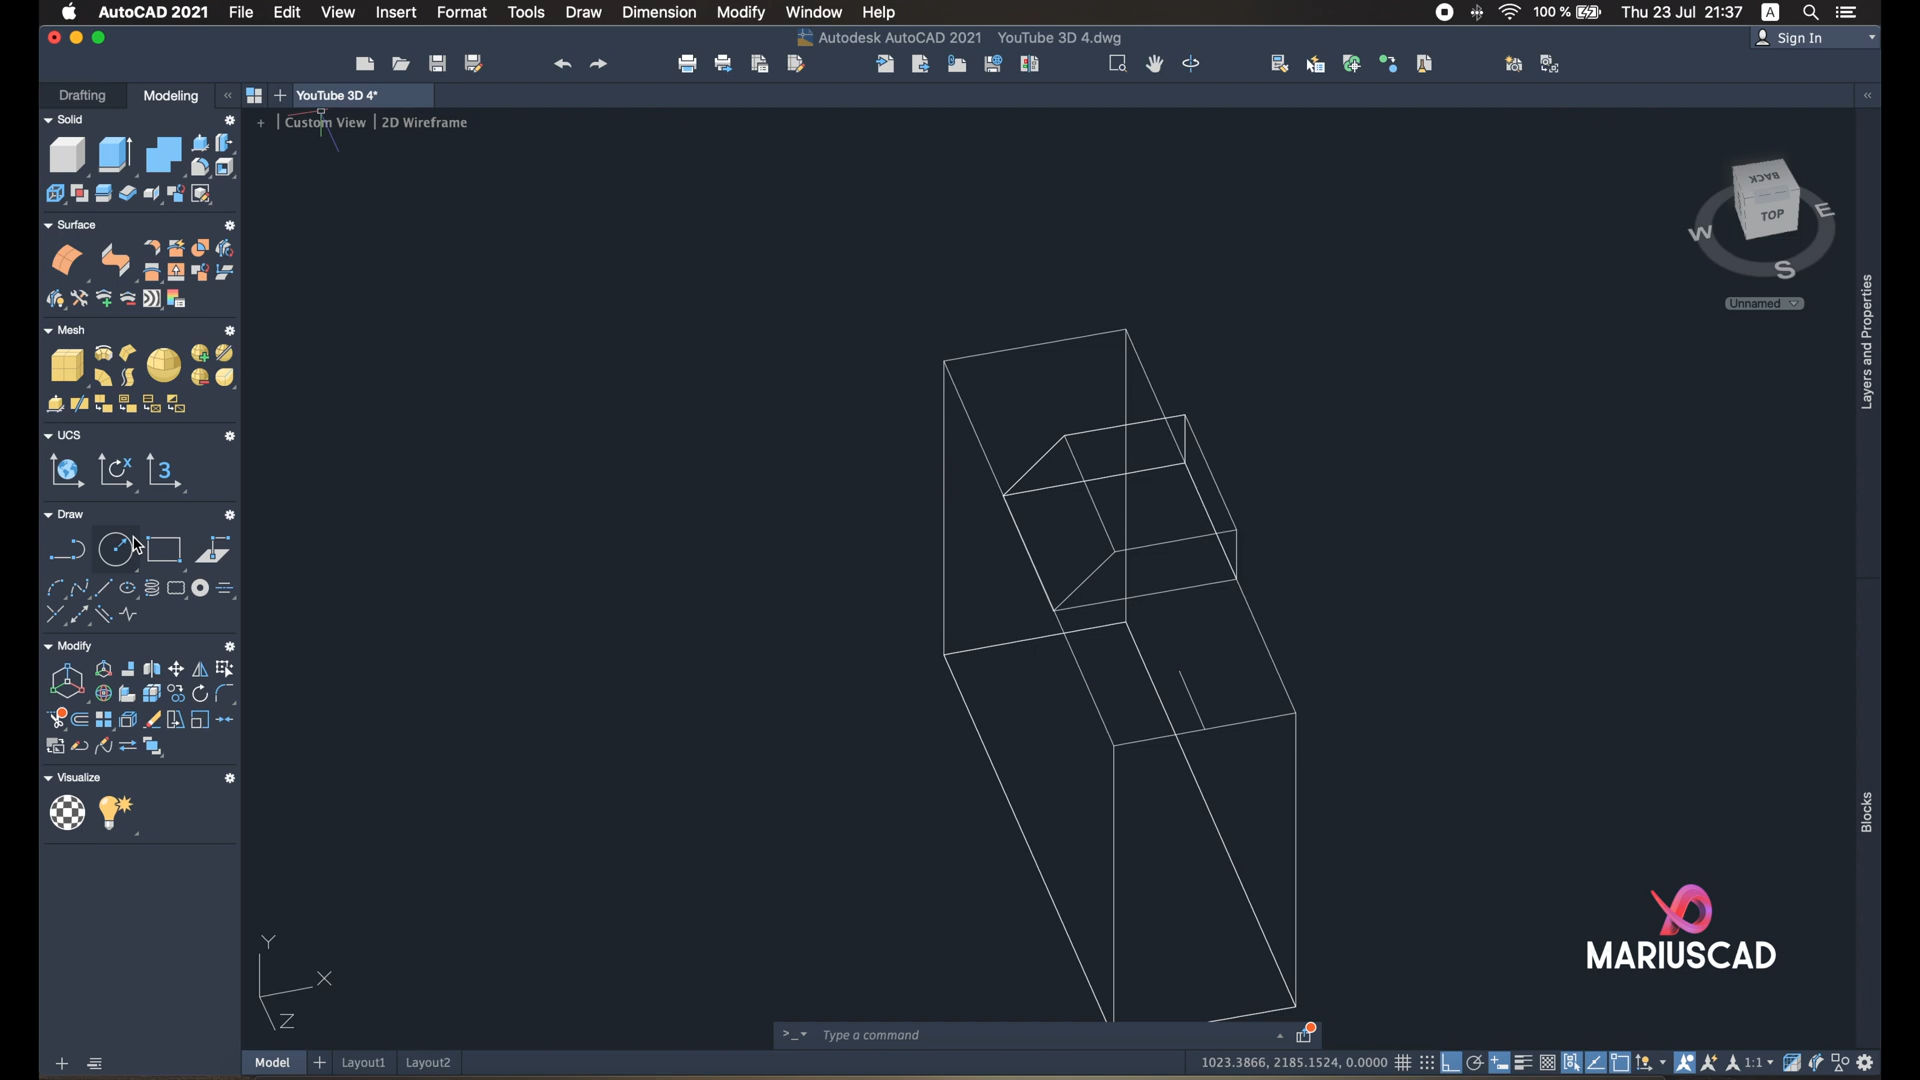 AutoCAD 2021 File Edit View Insert Format Tools Draw Dimension Modify Window Help 100 % Thu 23 Jul 21:37 A
Autodesk AutoCAD 2021 YouTube 3D 4.dwg Sign In
Drafting Modeling « + YouTube 3D 4* «
+ | Custom View | 2D Wireframe
Solid
BACK
TOP
W E
S
Unnamed
Surface
Mesh
UCS
X 3
Draw
Modify
Visualize
Layers and Properties
Blocks
Y
X
Z
MARIUSCAD
>_ Type a command
Model + Layout1 Layout2 1023.3866, 2185.1524, 0.0000 1:1